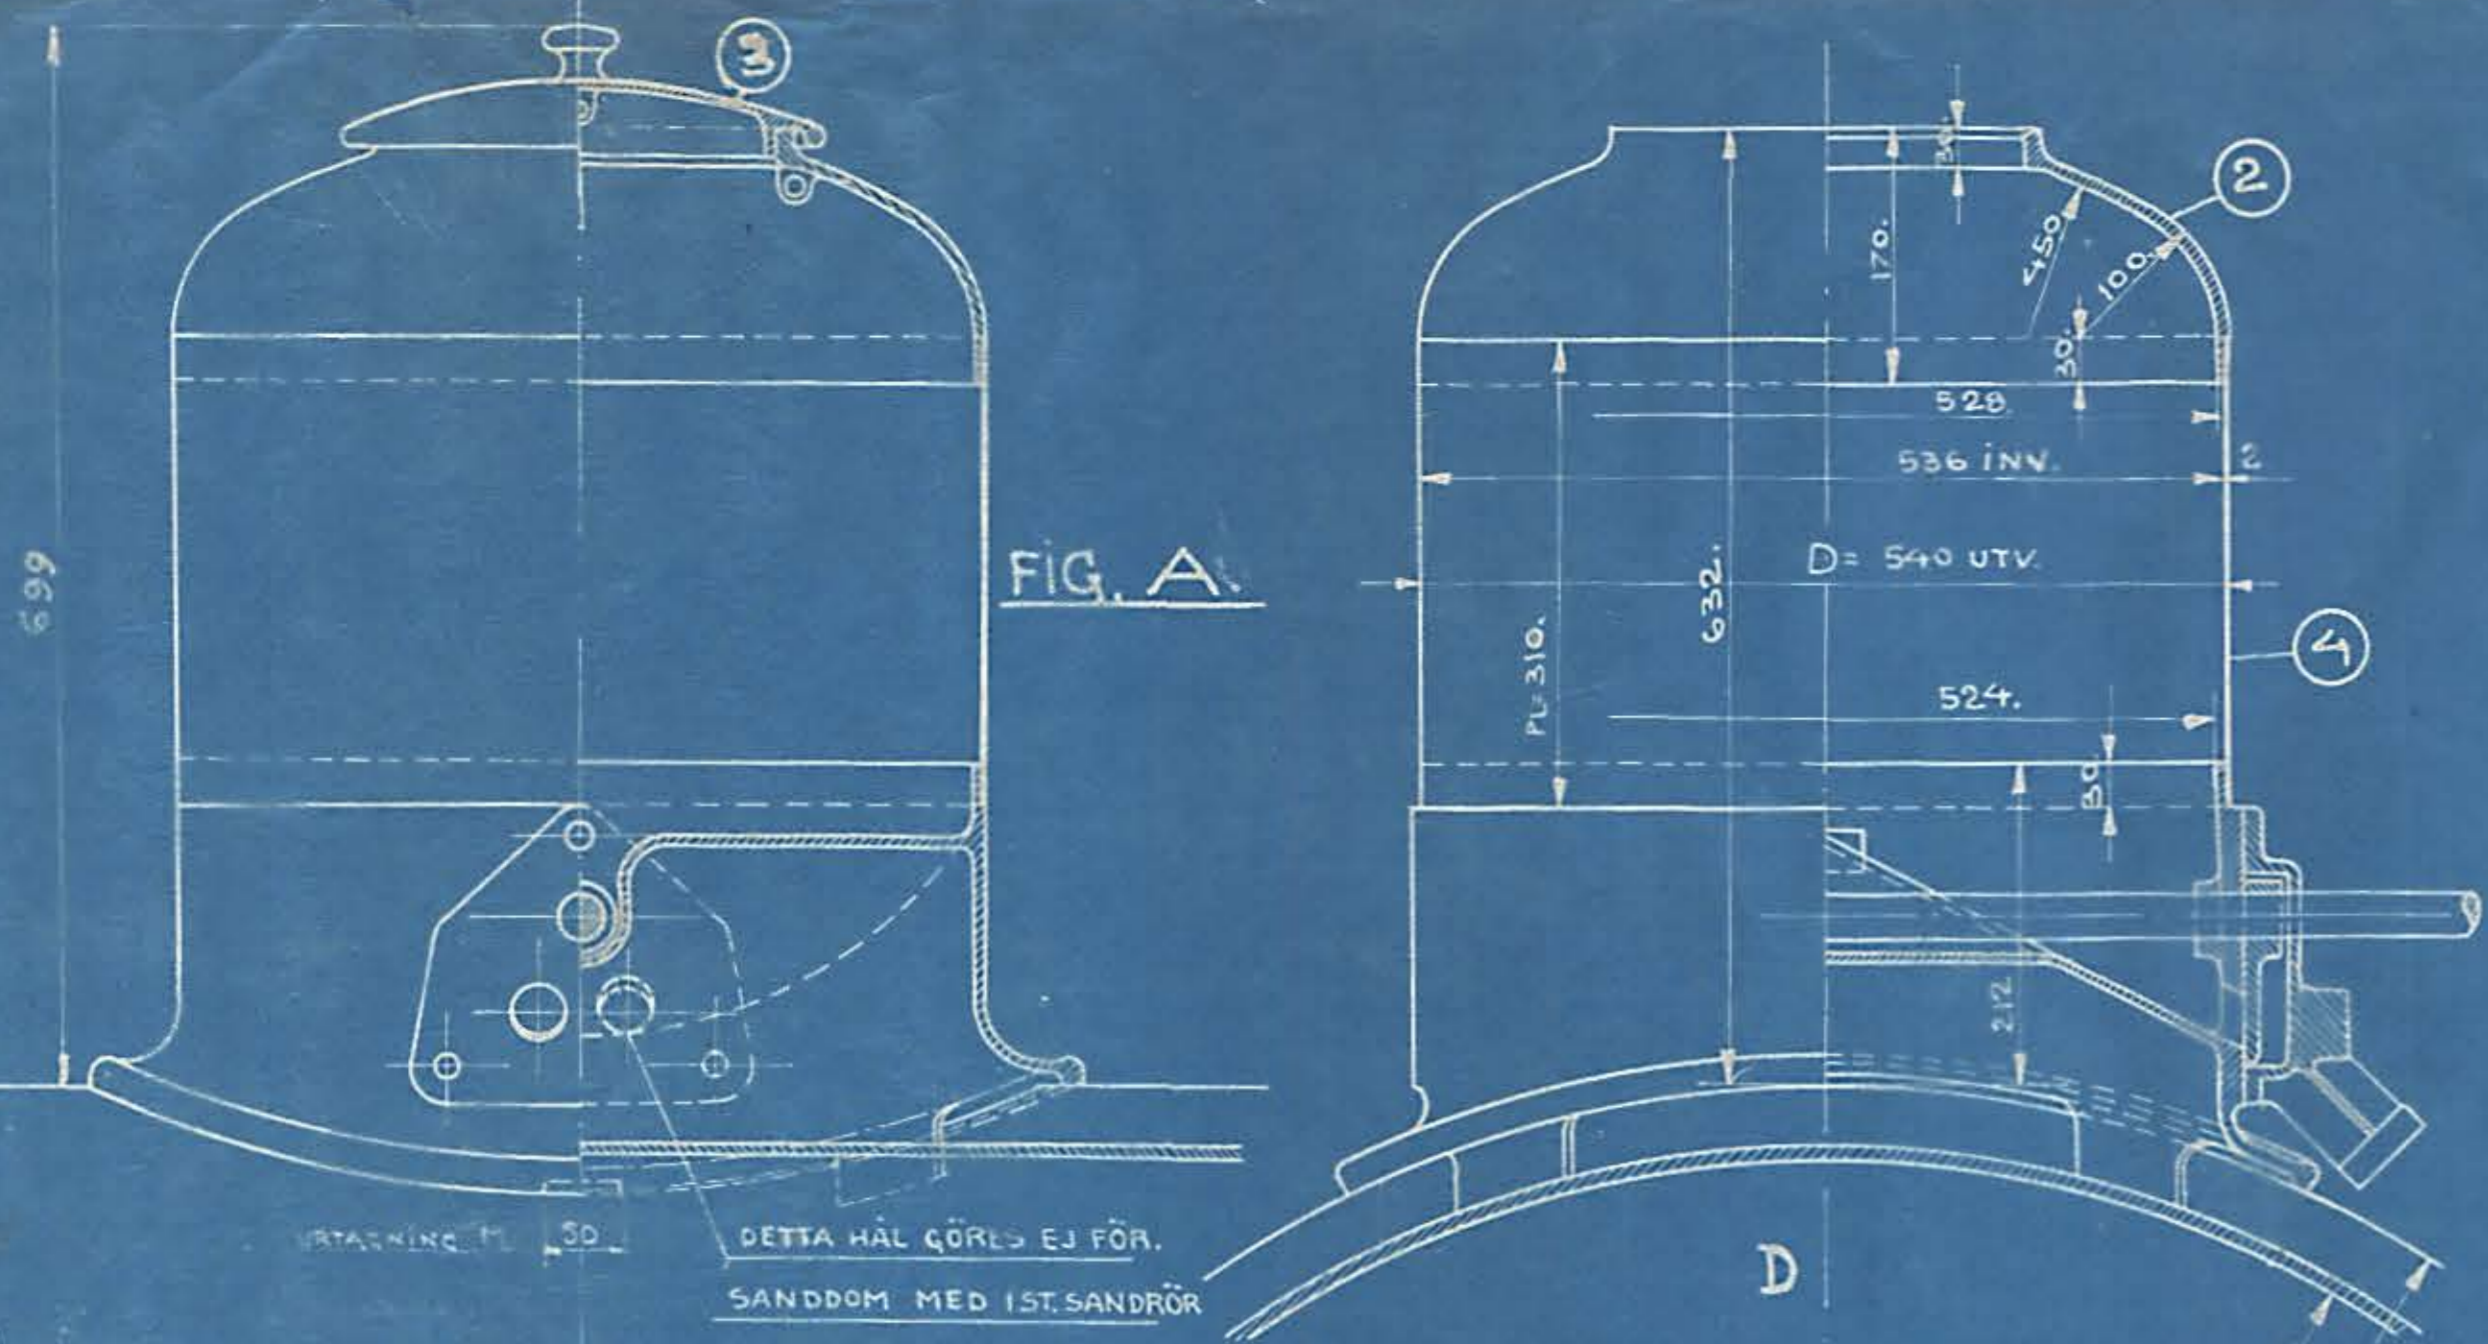 3
699
FIG. A.
50
DETTA HÅL GÖRES EJ FÖR.
SANDDOM MED 1ST. SANDRÖR
30.
2
170.
450.
100.
30.
528.
536 INV.
2
D= 540 UTV.
632.
PL=310.
4
524.
30.
212
D